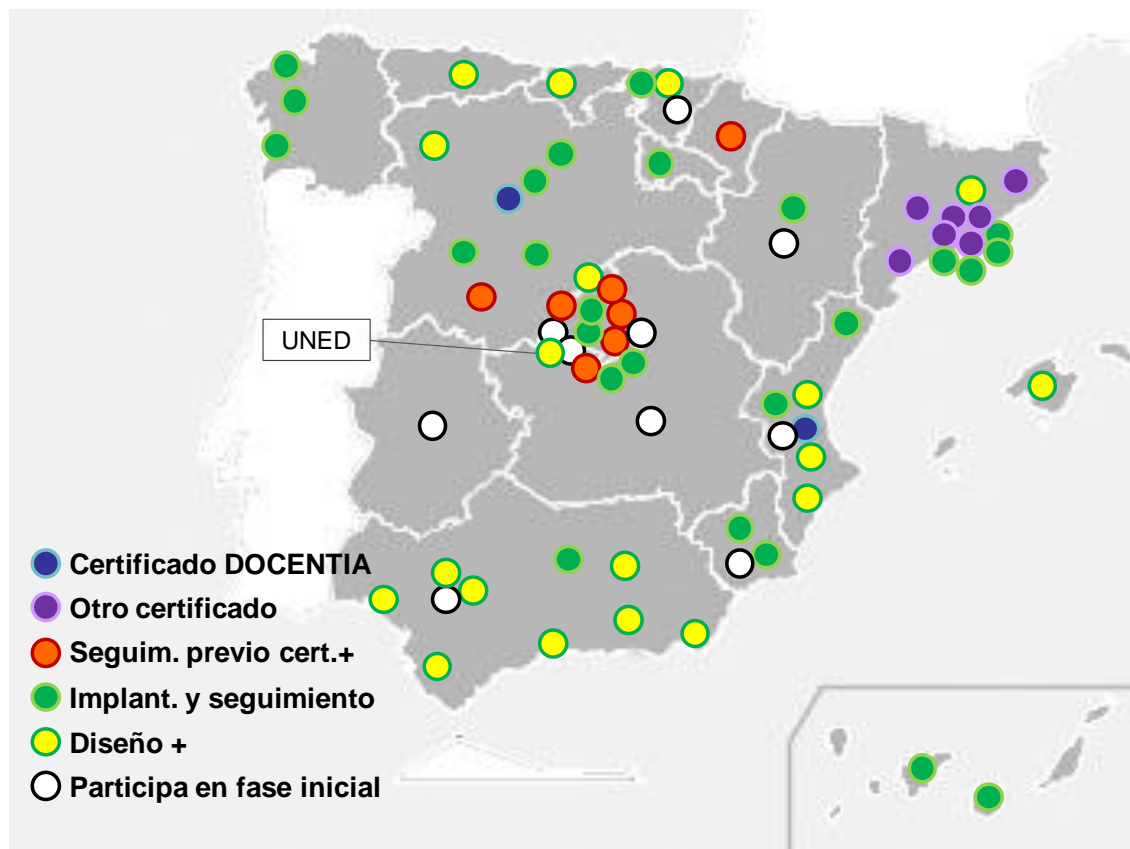 UNED
Certificado DOCENTIA
Otro certificado
Seguim. previo cert.+
Implant. y seguimiento
Diseño +
Participa en fase inicial